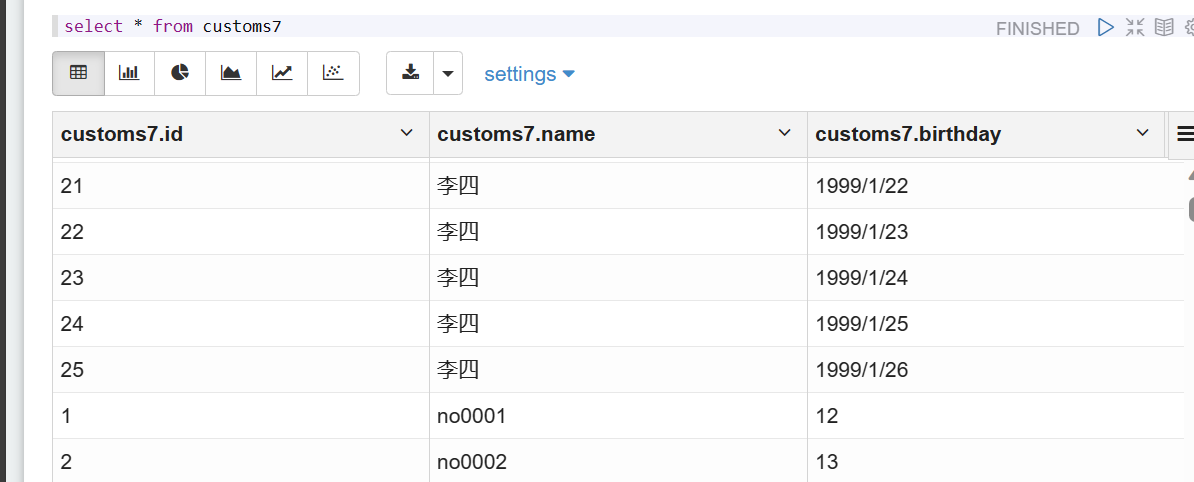 select * from customs7
FINISHED
settings
customs7.id customs7.name customs7.birthday
21 李四 1999/1/22
22 李四 1999/1/23
23 李四 1999/1/24
24 李四 1999/1/25
25 李四 1999/1/26
1 no0001 12
2 no0002 13